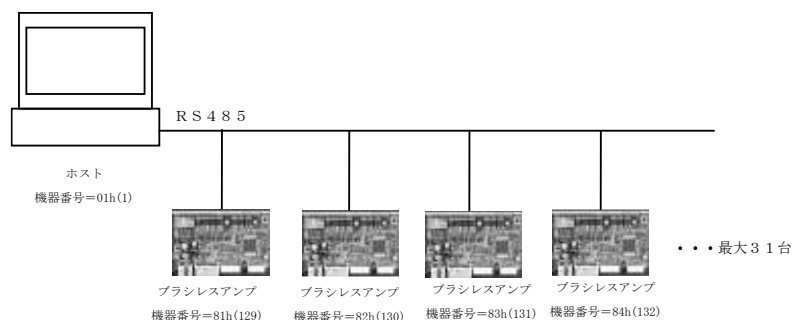 ＲＳ４８５
ホスト
機器番号＝01h(1)
・・・最大３１台
ブラシレスアンプ
機器番号＝81h(129)
ブラシレスアンプ
機器番号＝82h(130)
ブラシレスアンプ
機器番号＝83h(131)
ブラシレスアンプ
機器番号＝84h(132)